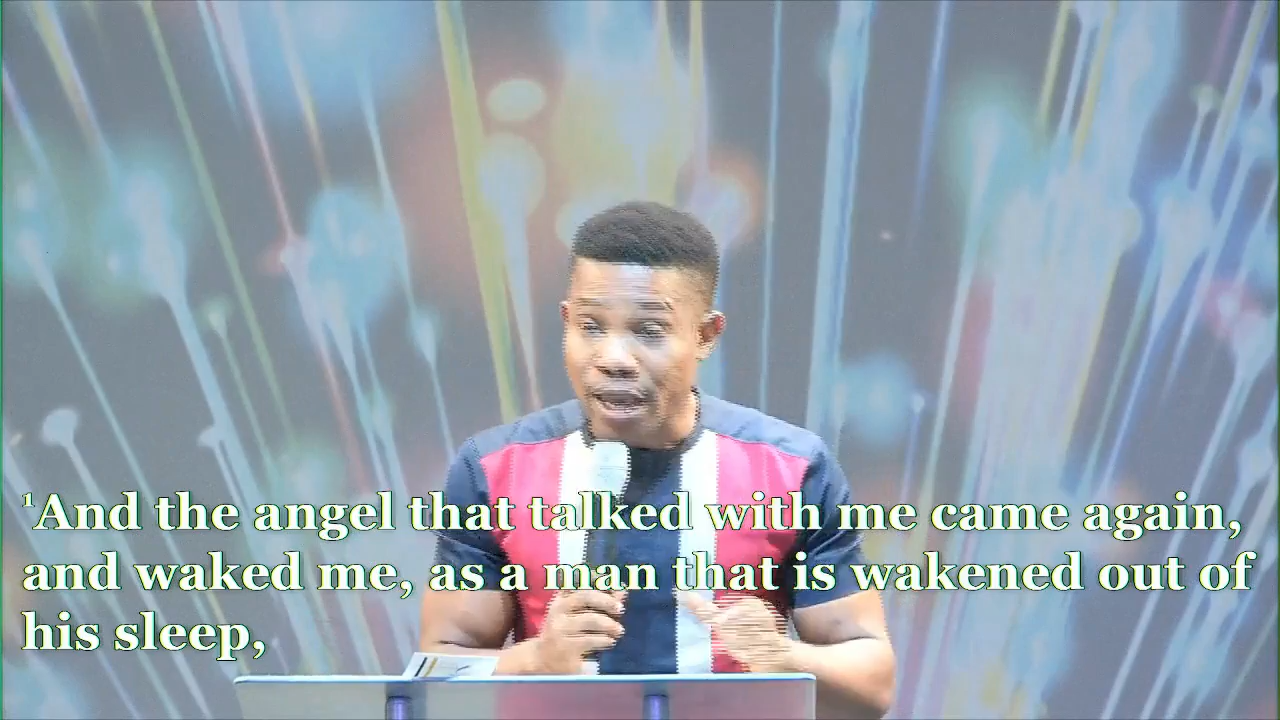 ¹And the angel that talked with me came again,
and waked me, as a man that is wakened out of
his sleep,